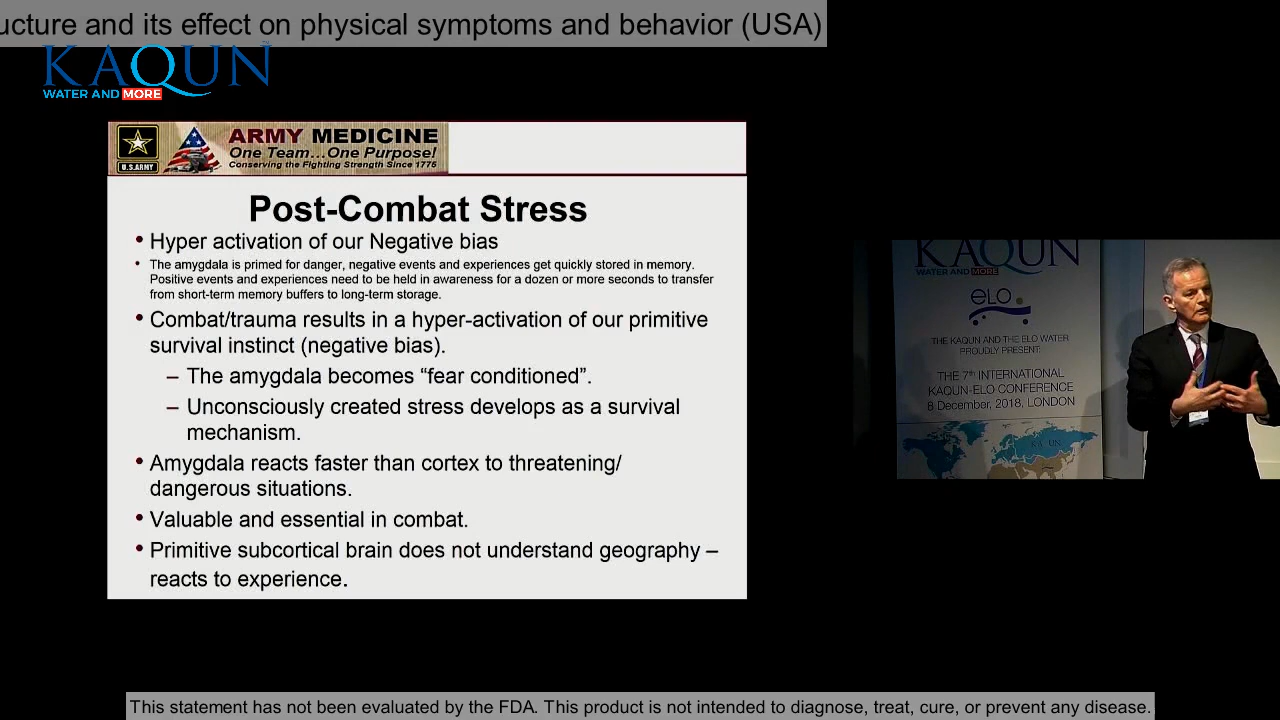 ucture and its effect on physical symptoms and behavior (USA)
KAQUN™
WATER AND MORE
U.S.ARMY
ARMY MEDICINE
One Team…One Purpose!
Conserving the Fighting Strength Since 1775
Post-Combat Stress
• Hyper activation of our Negative bias
• The amygdala is primed for danger, negative events and experiences get quickly stored in memory.
Positive events and experiences need to be held in awareness for a dozen or more seconds to transfer
from short-term memory buffers to long-term storage.
• Combat/trauma results in a hyper-activation of our primitive
survival instinct (negative bias).
– The amygdala becomes “fear conditioned”.
– Unconsciously created stress develops as a survival
mechanism.
• Amygdala reacts faster than cortex to threatening/
dangerous situations.
• Valuable and essential in combat.
• Primitive subcortical brain does not understand geography –
reacts to experience.
KAQUN
WATER AND MORE
eLO
THE KAQUN AND THE ELO WATER
PROUDLY PRESENT:
THE 7th INTERNATIONAL
KAQUN-ELO CONFERENCE
8 December, 2018, LONDON
KAQUN
This statement has not been evaluated by the FDA. This product is not intended to diagnose, treat, cure, or prevent any disease.